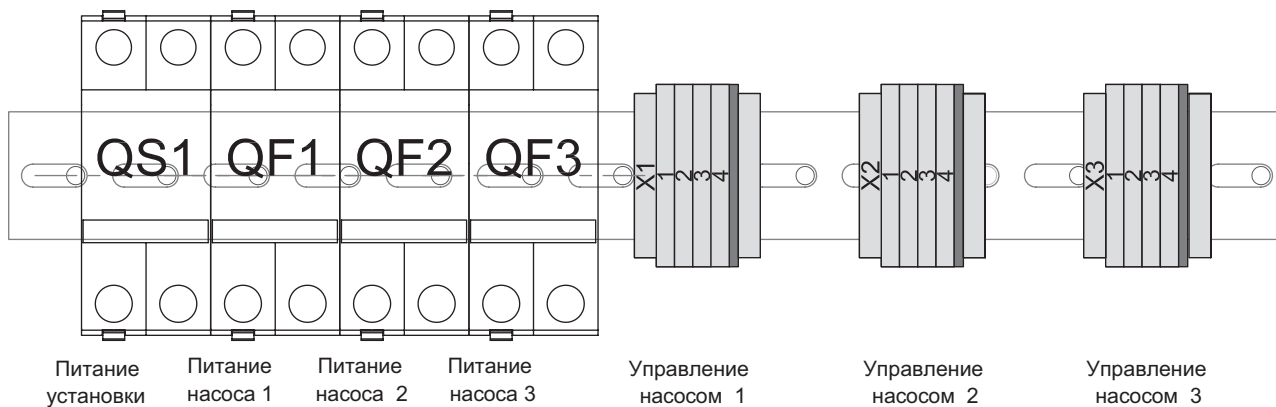 QS1 QF1 QF2 QF3
X1 1 2 3 4
X2 1 2 3 4
X3 1 2 3 4
Питание установки
Питание насоса 1
Питание насоса 2
Питание насоса 3
Управление насосом 1
Управление насосом 2
Управление насосом 3